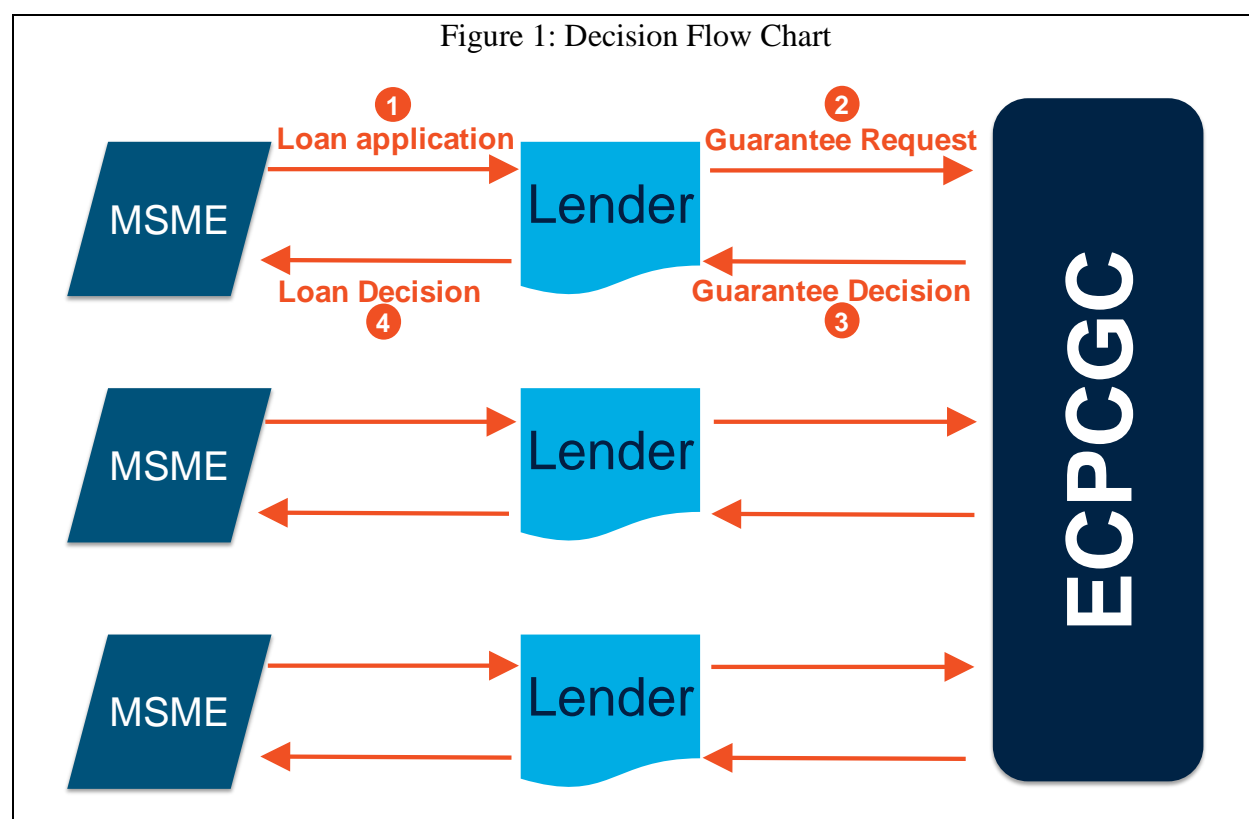 Figure 1: Decision Flow Chart
1
2
Loan application
Guarantee Request
MSME
Lender
Loan Decision
Guarantee Decision
4
3
ECPCGC
MSME
Lender
MSME
Lender